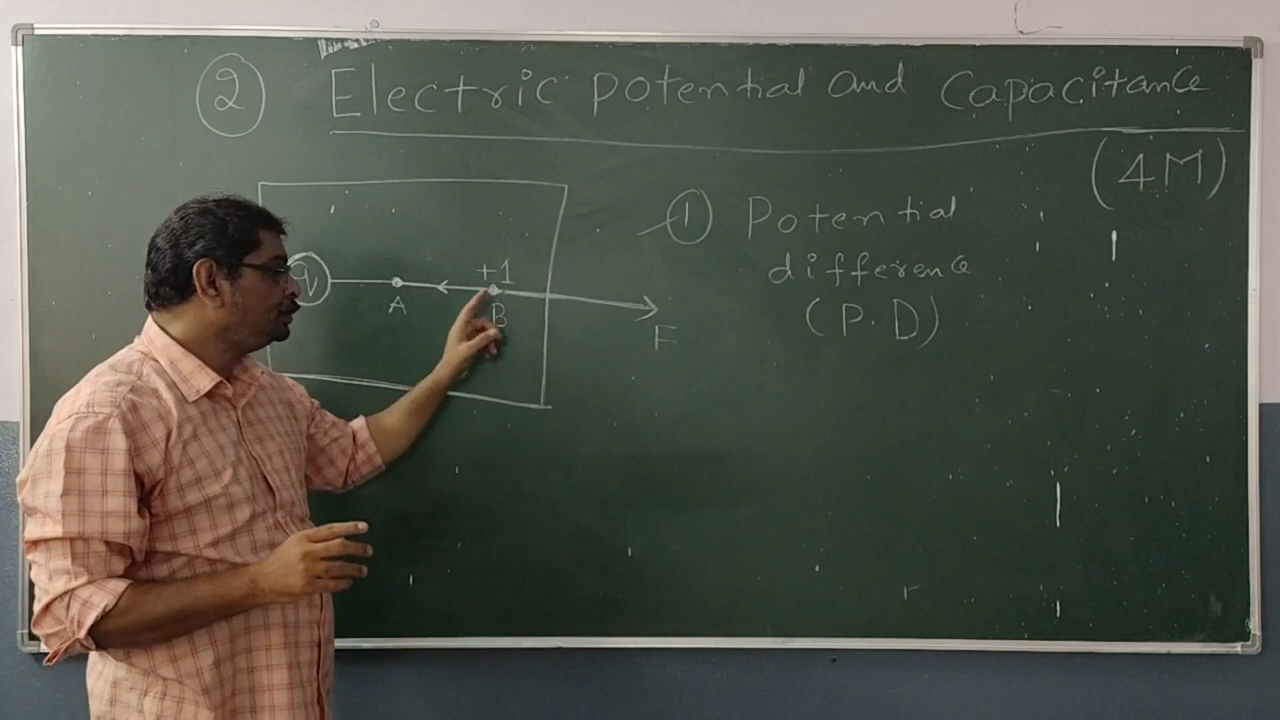 2 Electric potential and Capacitance
(4M)
1 Potential
difference
(P.D)
q
+1
A
B
F